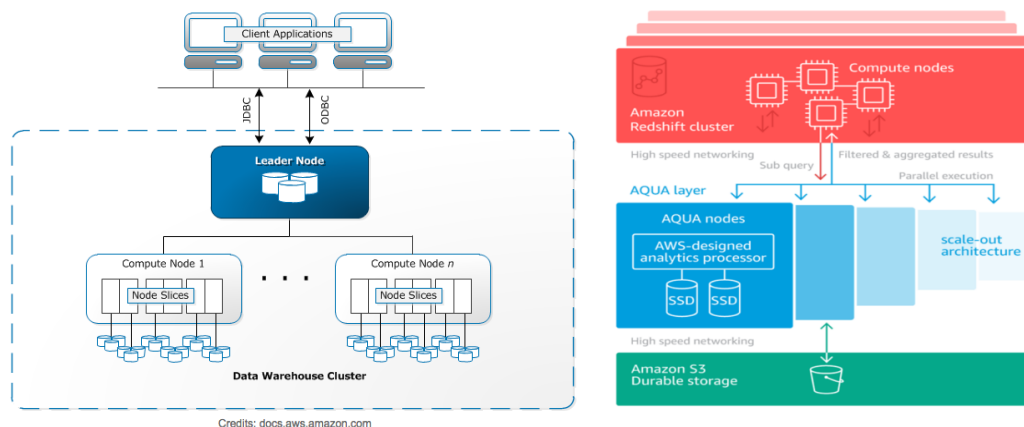 Client Applications
JDBC
ODBC
Leader Node
Compute Node 1
Compute Node n
Node Slices
Node Slices
Data Warehouse Cluster
Credits: docs.aws.amazon.com
Compute nodes
Amazon
Redshift cluster
High speed networking
Sub query
Filtered & aggregated results
Parallel execution
AQUA layer
AQUA nodes
AWS-designed
analytics processor
SSD
SSD
scale-out
architecture
High speed networking
Amazon S3
Durable storage